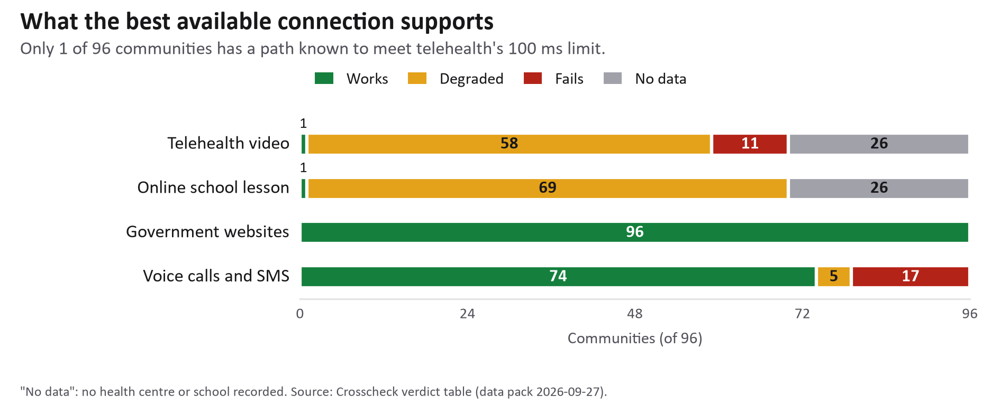 What the best available connection supports
Only 1 of 96 communities has a path known to meet telehealth's 100 ms limit.
Works Degraded Fails No data
1
Telehealth video 58 11 26
1
Online school lesson 69 26
Government websites 96
Voice calls and SMS 74 5 17
0 24 48 72 96
Communities (of 96)
"No data": no health centre or school recorded. Source: Crosscheck verdict table (data pack 2026-09-27).